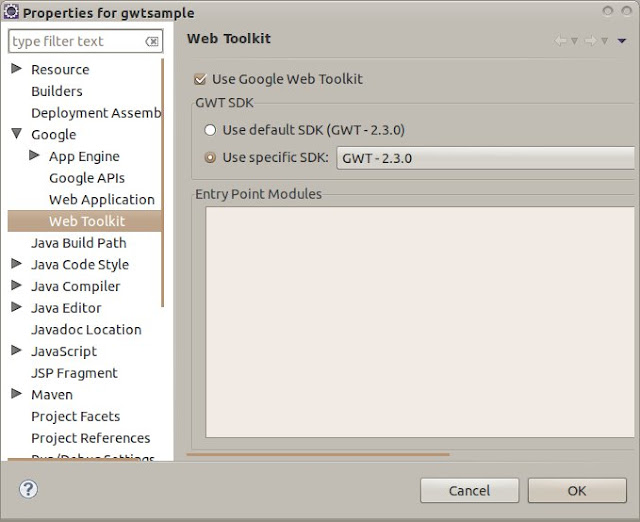 Properties for gwtsample
type filter text
Resource
Builders
Deployment Assemb
Google
App Engine
Google APIs
Web Application
Web Toolkit
Java Build Path
Java Code Style
Java Compiler
Java Editor
Javadoc Location
JavaScript
JSP Fragment
Maven
Project Facets
Project References
Run/Debug Settings
Web Toolkit
Use Google Web Toolkit
GWT SDK
Use default SDK (GWT - 2.3.0)
Use specific SDK: GWT - 2.3.0
Entry Point Modules
?
Cancel
OK